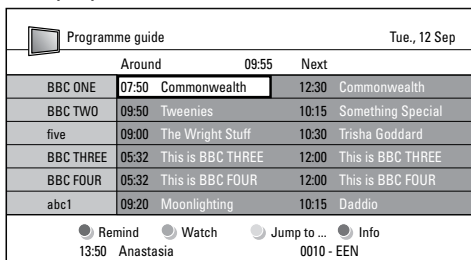 Programme guide Tue., 12 Sep
Around 09:55 Next
BBC ONE 07:50 Commonwealth 12:30 Commonwealth
BBC TWO 09:50 Tweenies 10:15 Something Special
five 09:00 The Wright Stuff 10:30 Trisha Goddard
BBC THREE 05:32 This is BBC THREE 12:00 This is BBC THREE
BBC FOUR 05:32 This is BBC FOUR 12:00 This is BBC FOUR
abc1 09:20 Moonlighting 10:15 Daddio
Remind Watch Jump to ... Info
13:50 Anastasia 0010 - EEN